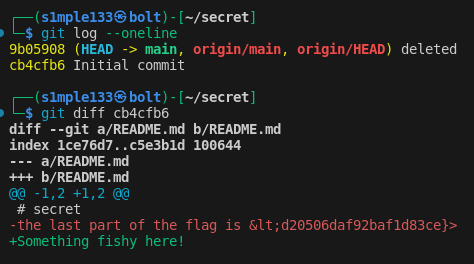 ┌──(s1mple133㉿bolt)-[~/secret]
└─$ git log --oneline
9b05908 (HEAD -> main, origin/main, origin/HEAD) deleted
cb4cfb6 Initial commit
┌──(s1mple133㉿bolt)-[~/secret]
└─$ git diff cb4cfb6
diff --git a/README.md b/README.md
index 1ce76d7..c5e3b1d 100644
--- a/README.md
+++ b/README.md
@@ -1,2 +1,2 @@
 # secret
-the last part of the flag is &lt;d20506daf92baf1d83ce}>
+Something fishy here!